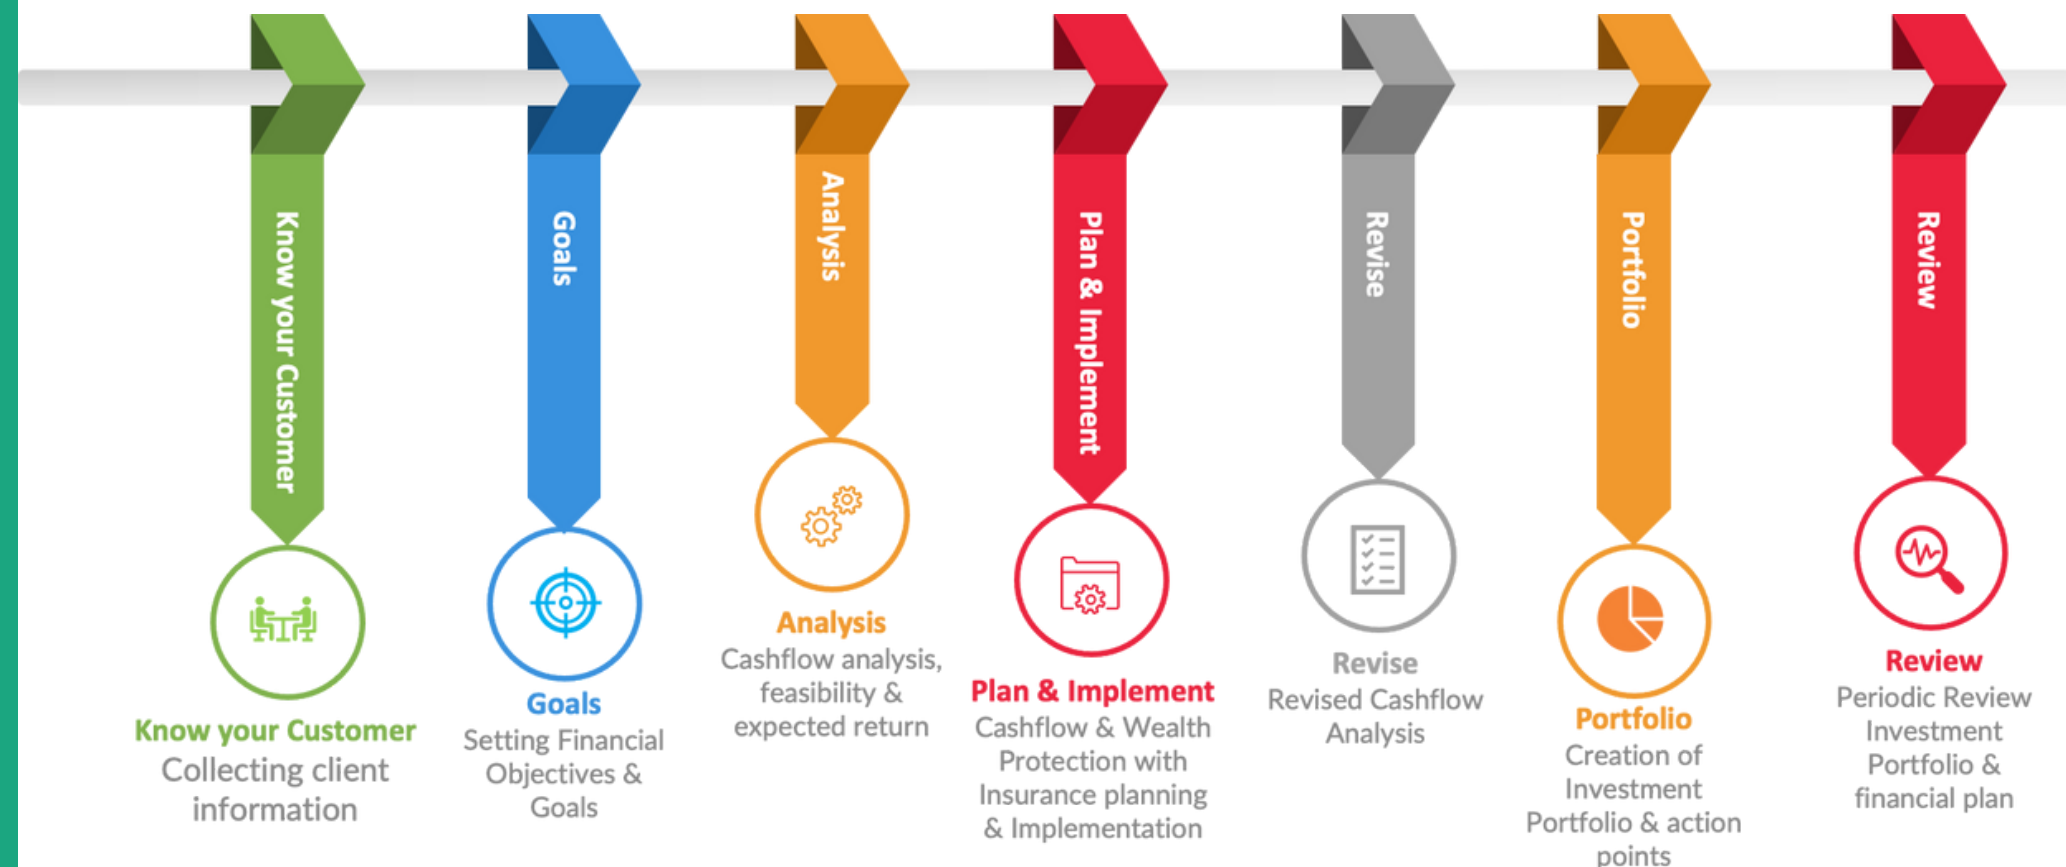 Know your Customer
Goals
Analysis
Plan & Implement
Revise
Portfolio
Review
Know your Customer
Collecting client
information
Goals
Setting Financial
Objectives &
Goals
Analysis
Cashflow analysis,
feasibility &
expected return
Plan & Implement
Cashflow & Wealth
Protection with
Insurance planning
& Implementation
Revise
Revised Cashflow
Analysis
Portfolio
Creation of
Investment
Portfolio & action
points
Review
Periodic Review
Investment
Portfolio &
financial plan